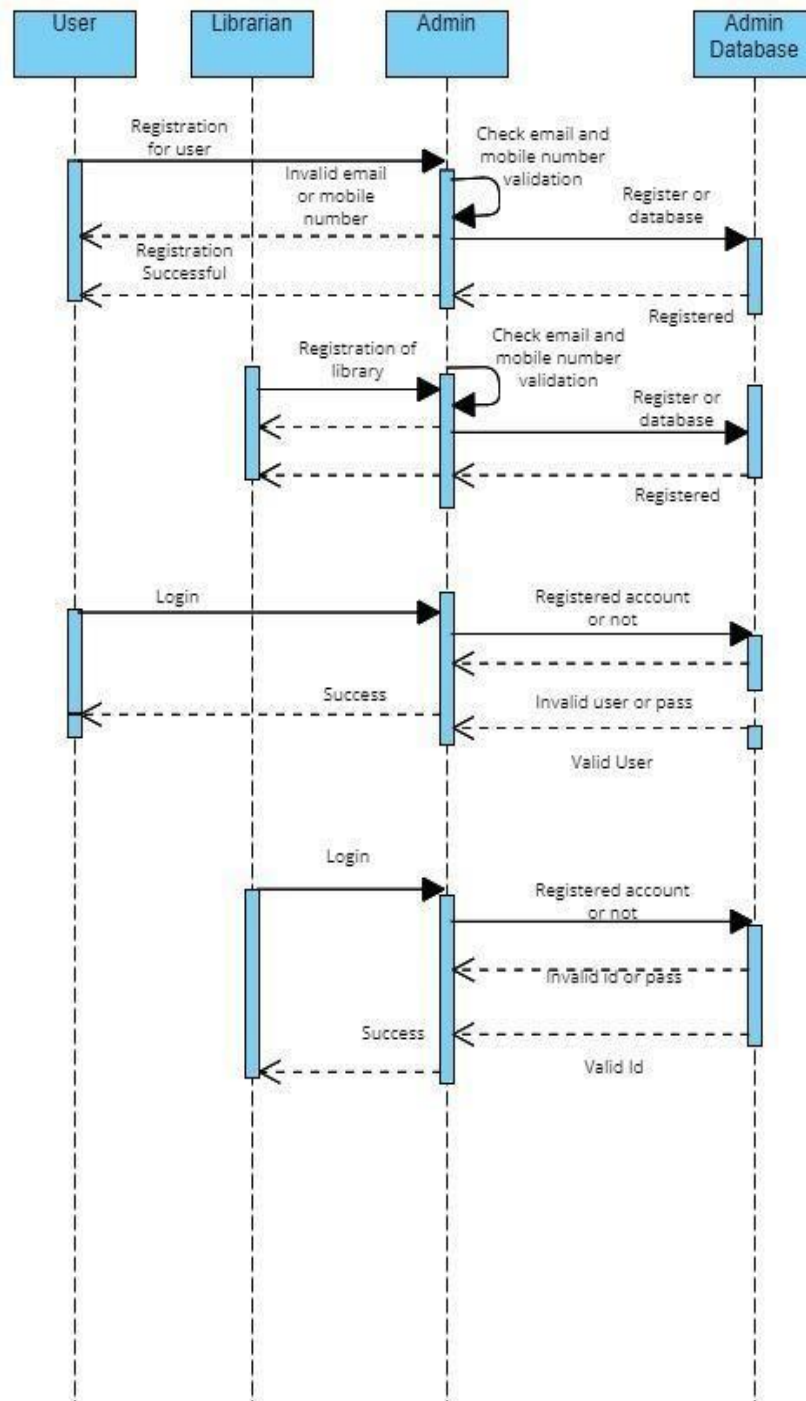 User
Librarian
Admin
Admin
Database
Registration
for user
Check email and
mobile number
validation
Invalid email
or mobile
number
Register or
database
Registration
Successful
Registered
Registration of
library
Check email and
mobile number
validation
Register or
database
Registered
Login
Registered account
or not
Success
Invalid user or pass
Valid User
Login
Registered account
or not
Invalid id or pass
Success
Valid Id